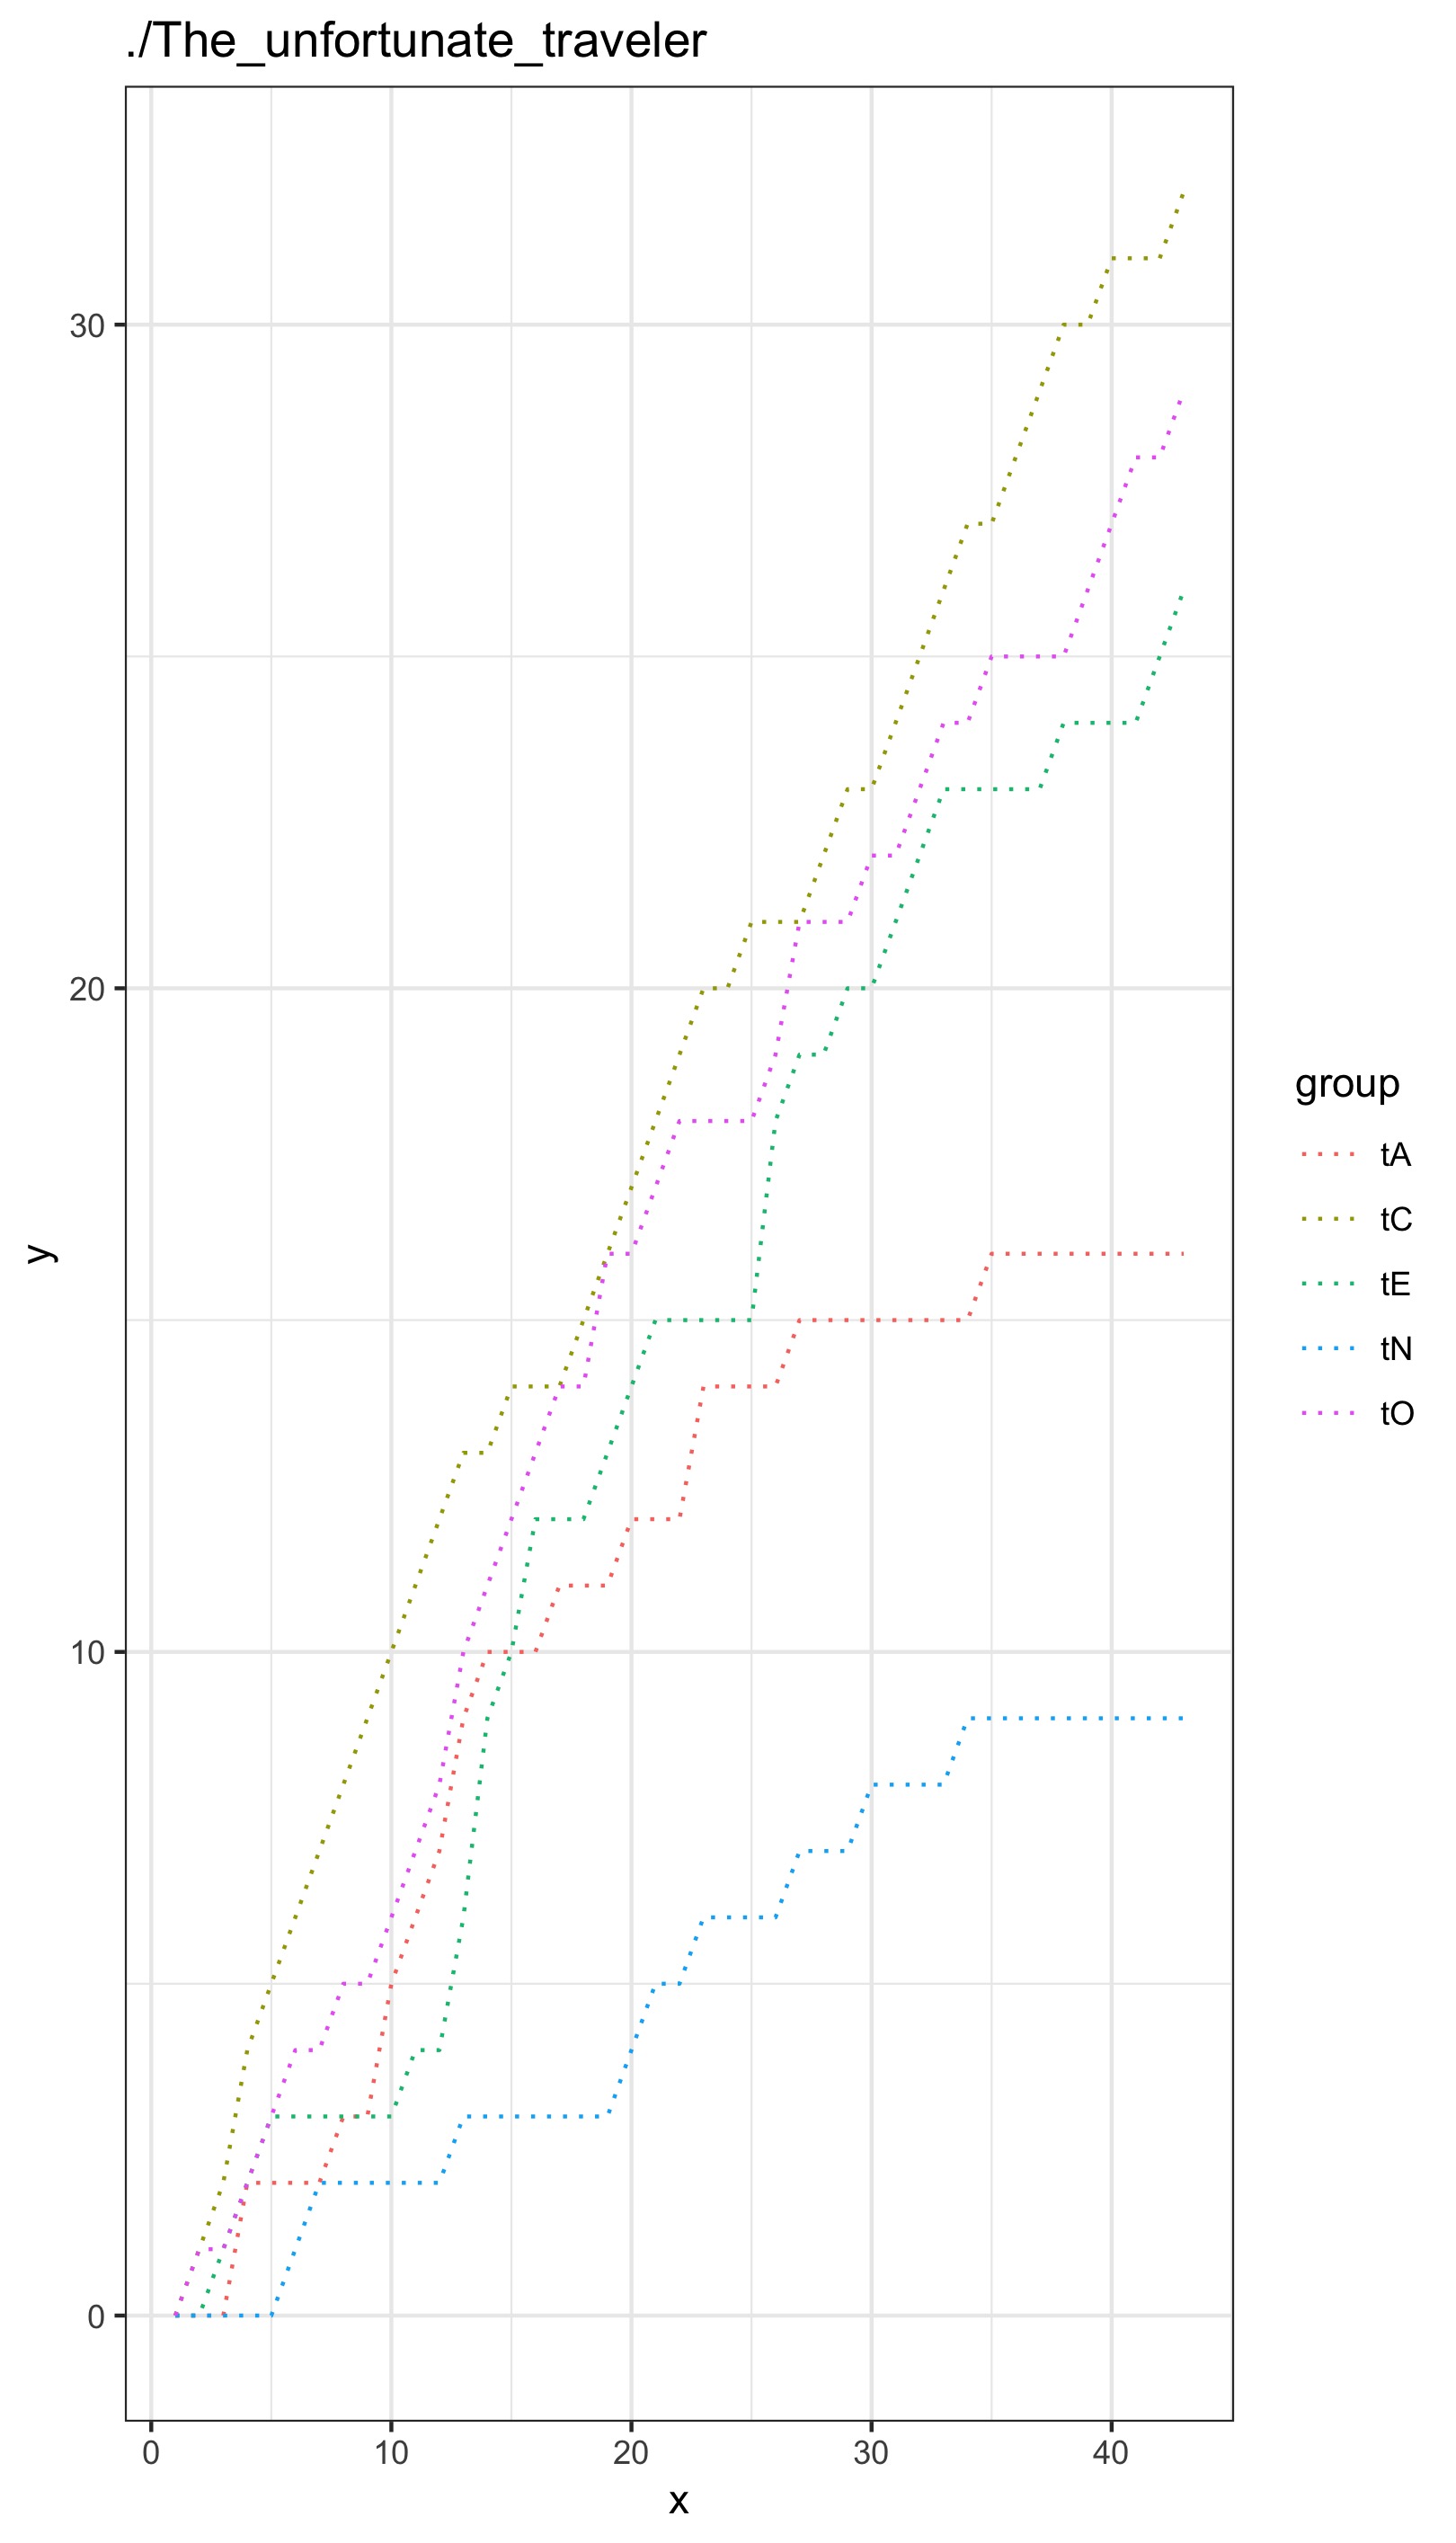 ./The_unfortunate_traveler
30
20
10
0
y
0 10 20 30 40
x
group
tA
tC
tE
tN
tO